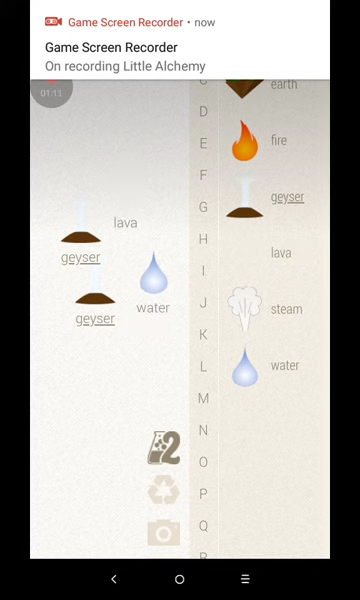 Game Screen Recorder • now
Game Screen Recorder
On recording Little Alchemy
01:11
earth
fire
geyser
lava
steam
water
lava
geyser
water
geyser
C
D
E
F
G
H
I
J
K
L
M
N
O
P
Q
R
2